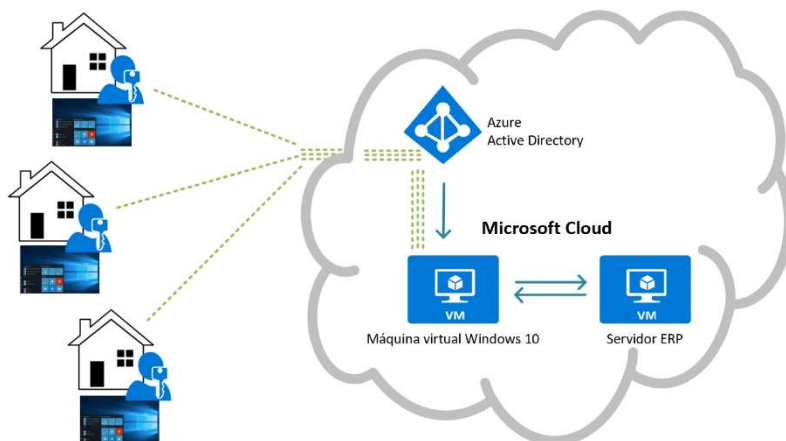 Azure
Active Directory
Microsoft Cloud
VM
VM
Máquina virtual Windows 10
Servidor ERP